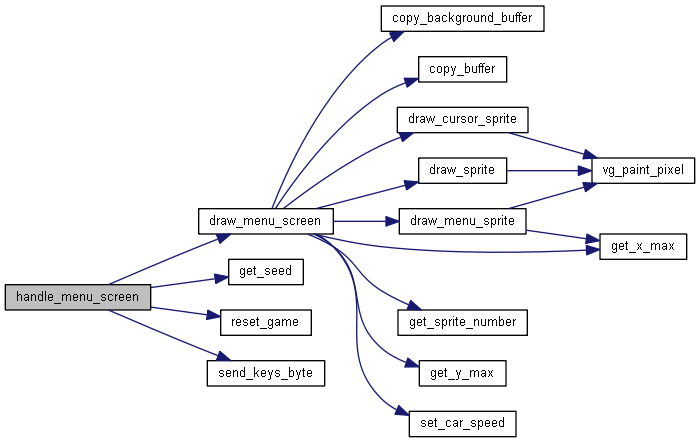 copy_background_buffer
copy_buffer
draw_cursor_sprite
draw_sprite
vg_paint_pixel
draw_menu_screen
draw_menu_sprite
get_x_max
get_seed
handle_menu_screen
reset_game
get_sprite_number
send_keys_byte
get_y_max
set_car_speed